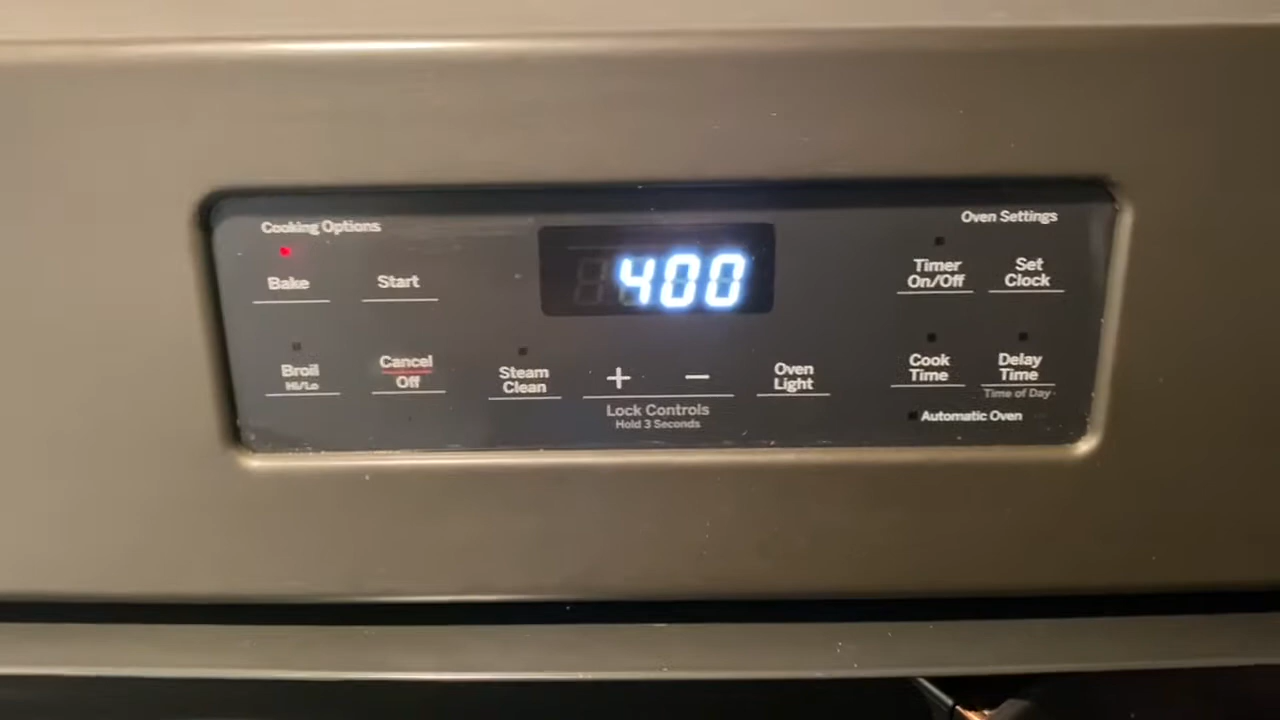 Cooking Options
Oven Settings
400
Bake
Start
Timer
On/Off
Set
Clock
Broil
Hi/Lo
Cancel
Off
Steam
Clean
+ −
Lock Controls
Hold 3 Seconds
Oven
Light
Cook
Time
Delay
Time
Time of Day
Automatic Oven